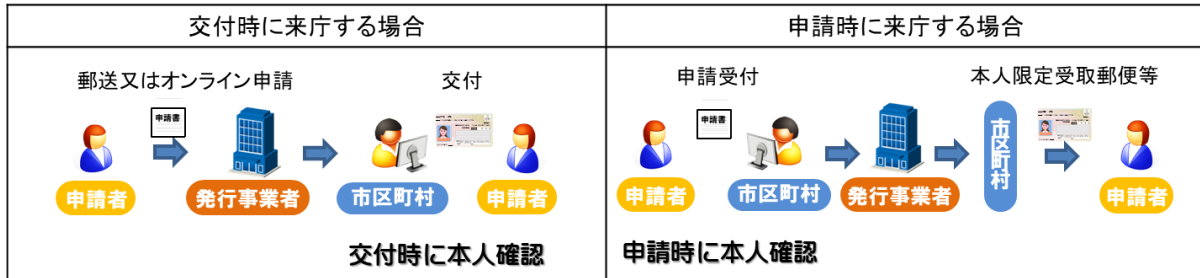 交付時に来庁する場合
郵送又はオンライン申請
交付
申請書
申請者
発行事業者
市区町村
申請者
交付時に本人確認
申請時に来庁する場合
申請受付
本人限定受取郵便等
申請書
市区町村
申請者
市区町村
発行事業者
申請者
申請時に本人確認